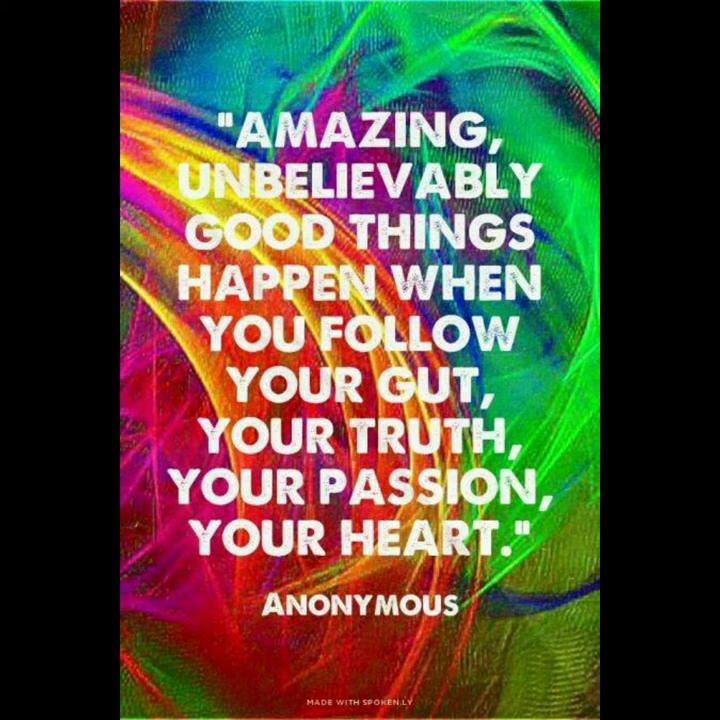 "AMAZING,
UNBELIEVABLY
GOOD THINGS
HAPPEN WHEN
YOU FOLLOW
YOUR GUT,
YOUR TRUTH,
YOUR PASSION,
YOUR HEART."
ANONYMOUS
MADE WITH SPOKEN.LY